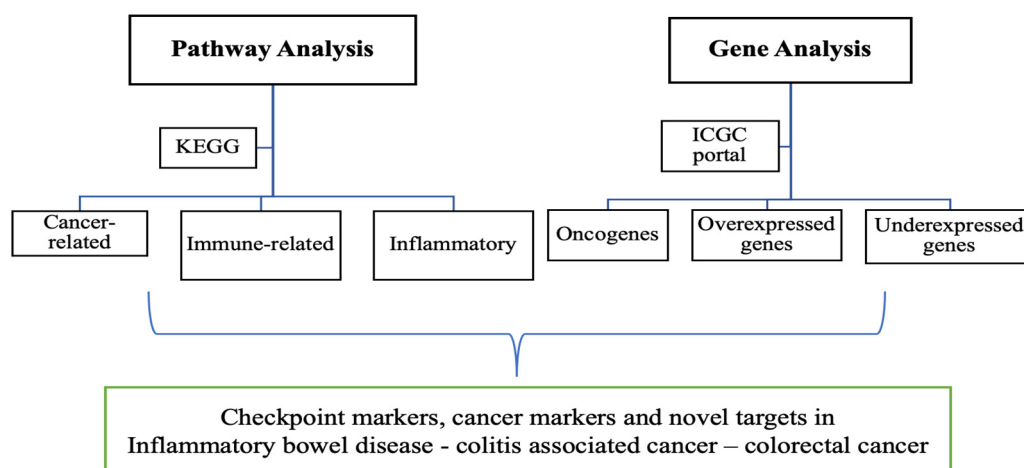 Pathway Analysis
Gene Analysis
KEGG
ICGC
portal
Cancer-
related
Immune-related
Inflammatory
Oncogenes
Overexpressed
genes
Underexpressed
genes
Checkpoint markers, cancer markers and novel targets in
Inflammatory bowel disease - colitis associated cancer – colorectal cancer